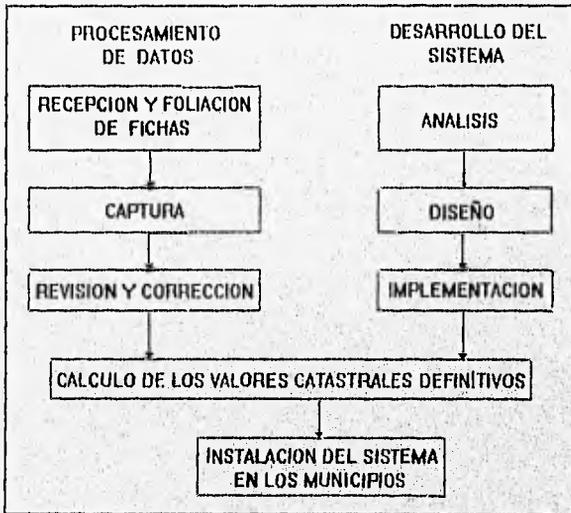 PROCESAMIENTO
DE DATOS
RECEPCION Y FOLIACION
DE FICHAS
CAPTURA
REVISION Y CORRECCION
DESARROLLO DEL
SISTEMA
ANALISIS
DISEÑO
IMPLEMENTACION
CALCULO DE LOS VALORES CATASTRALES DEFINITIVOS
INSTALACION DEL SISTEMA
EN LOS MUNICIPIOS